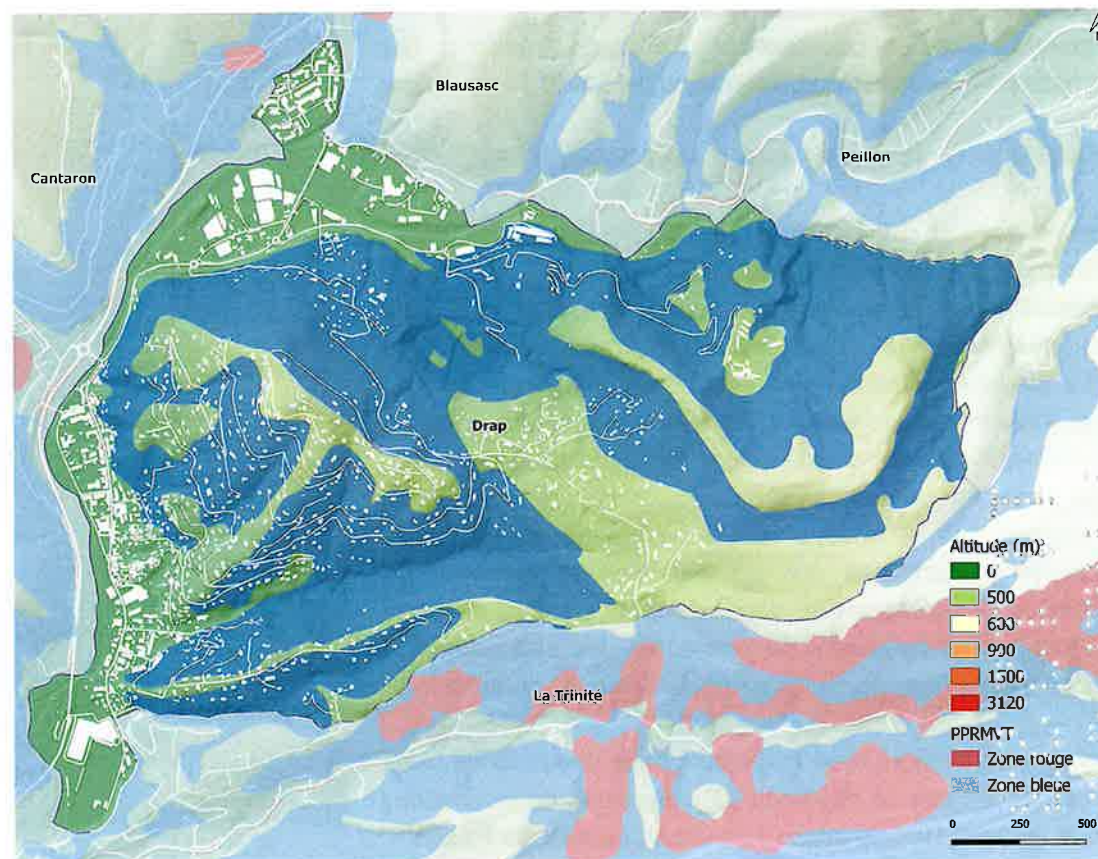 Blausasc
Peillon
Cantaron
Drap
La Trinité
Altitude (m)
0
500
600
900
1500
3120
PPRMVT
Zone rouge
Zone bleue
0 250 500